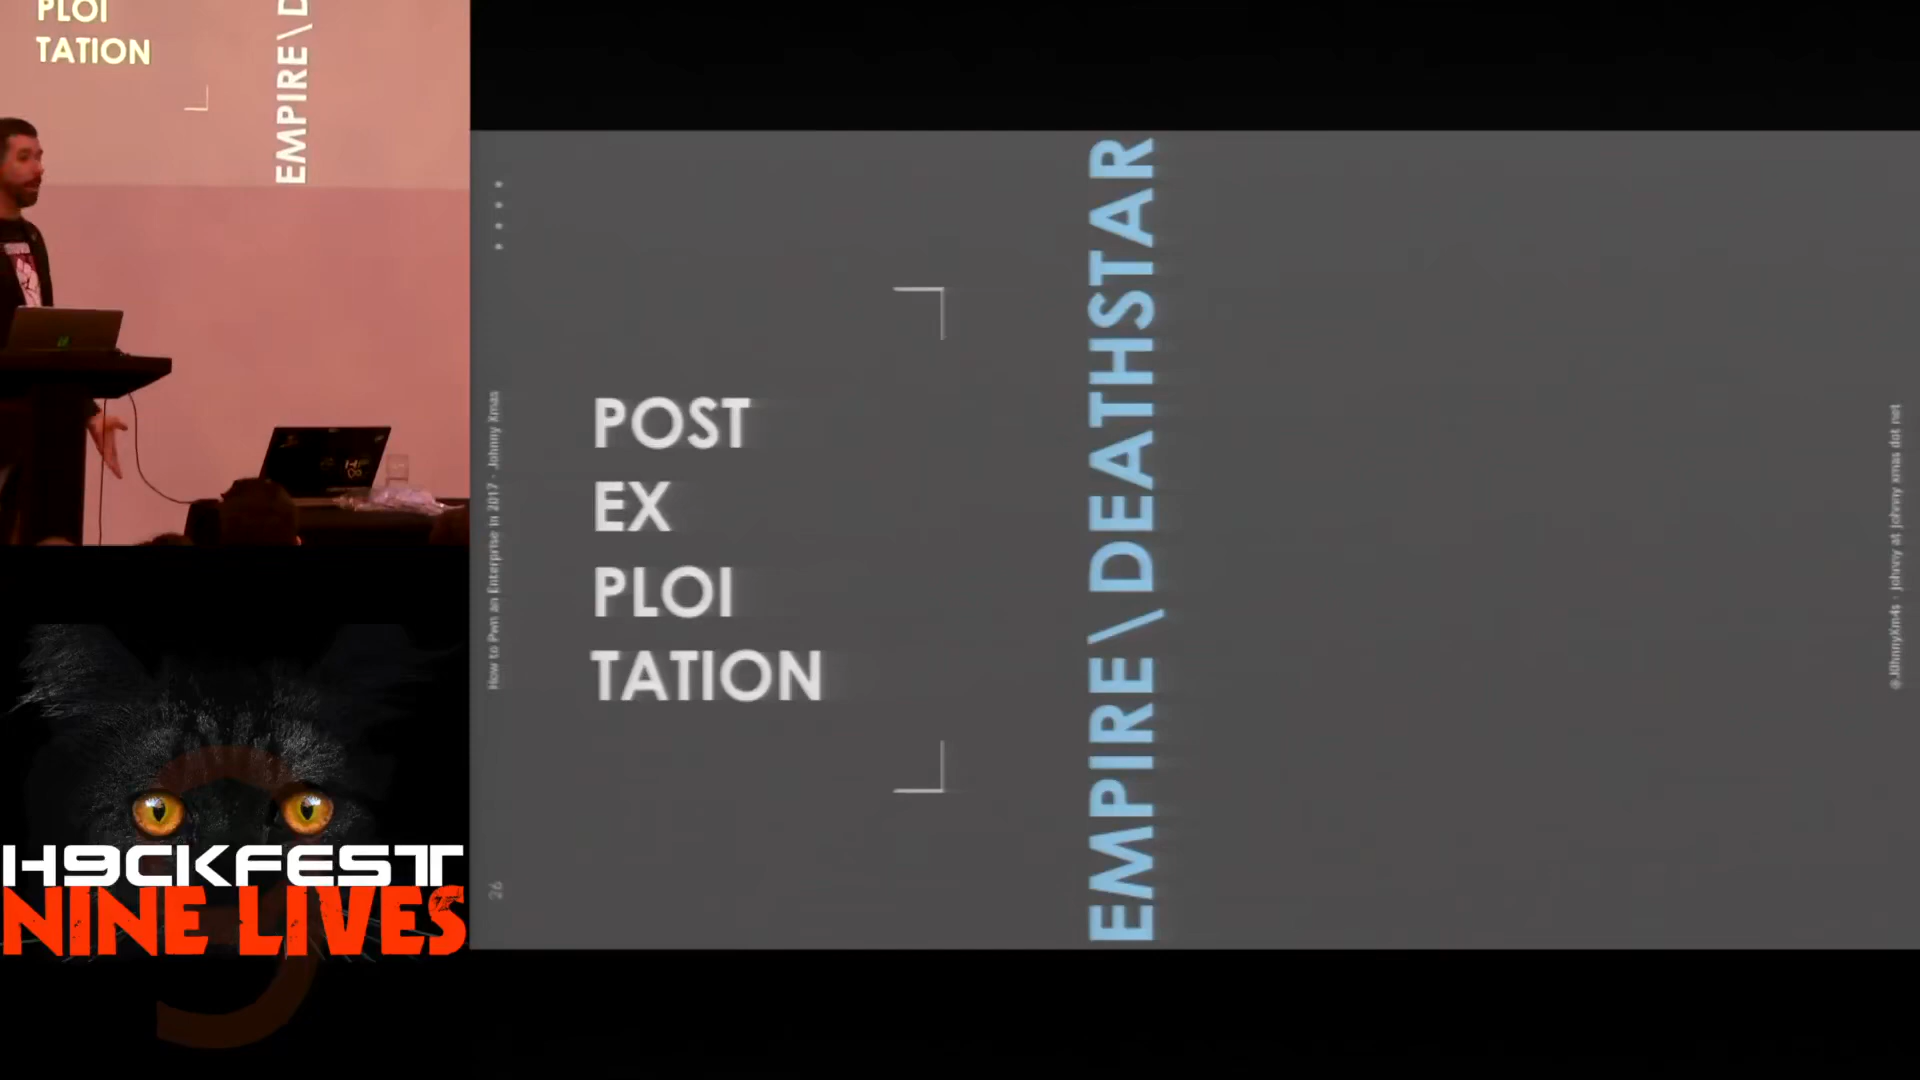 PLOI
TATION
EMPIRE \ D
How to Pwn an Enterprise in 2017 - Johnny Xmas
POST
EX
PLOI
TATION
EMPIRE \ DEATHSTAR
@J0hnnyXm4s - johnny at johnny xmas dot net
26
H9CKFEST
NINE LIVES